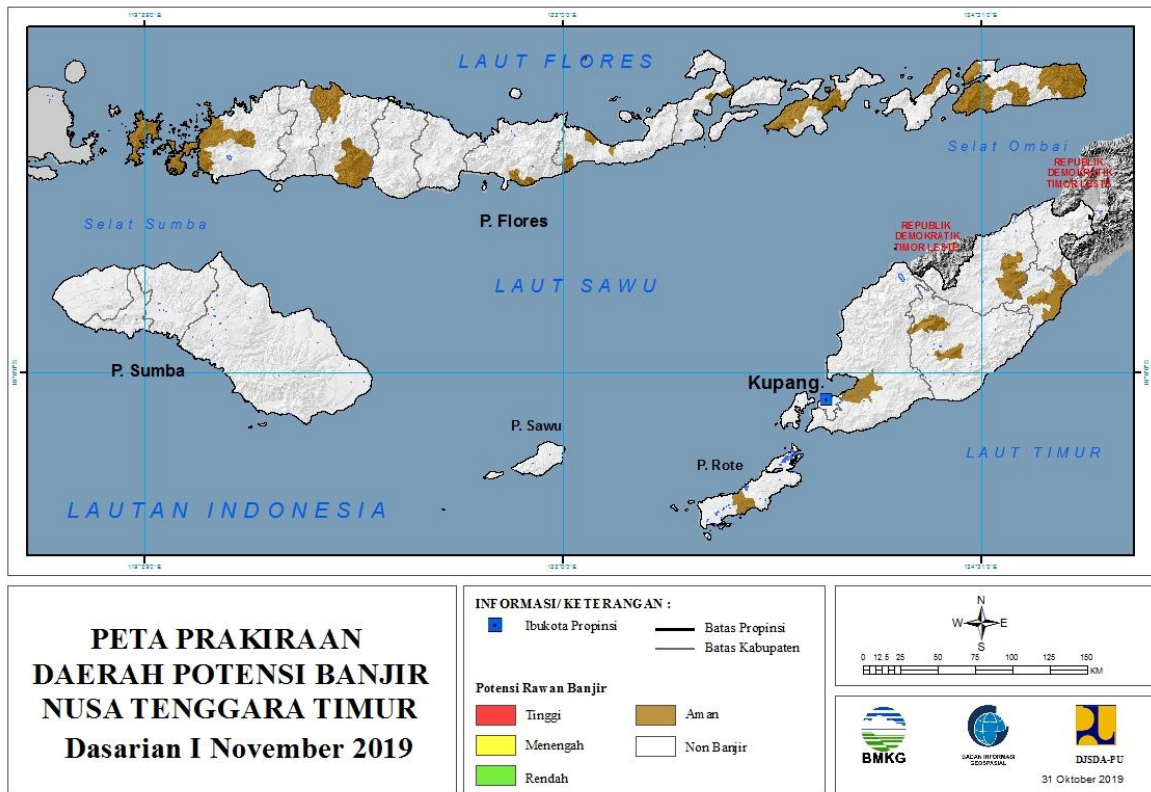 LAUT FLORES
Selat Ombai
REPUBLIK
DEMOKRATIK
TIMOR LESTE
P. Flores
Selat Sumba
REPUBLIK
DEMOKRATIK
TIMOR LESTE
LAUT SAWU
P. Sumba
Kupang.
P. Sawu
LAUT TIMUR
P. Rote
LAUTAN INDONESIA
PETA PRAKIRAAN
DAERAH POTENSI BANJIR
NUSA TENGGARA TIMUR
Dasarian I November 2019
INFORMASI/KETERANGAN :
Ibukota Propinsi
Batas Propinsi
Batas Kabupaten
Potensi Rawan Banjir
Tinggi
Aman
Menengah
Non Banjir
Rendah
N
W E
S
0 12.5 25 50 75 100 125 150
KM
BMKG
BADAN INFORMASI
GEOSPASIAL
DJSDA-PU
31 Oktober 2019